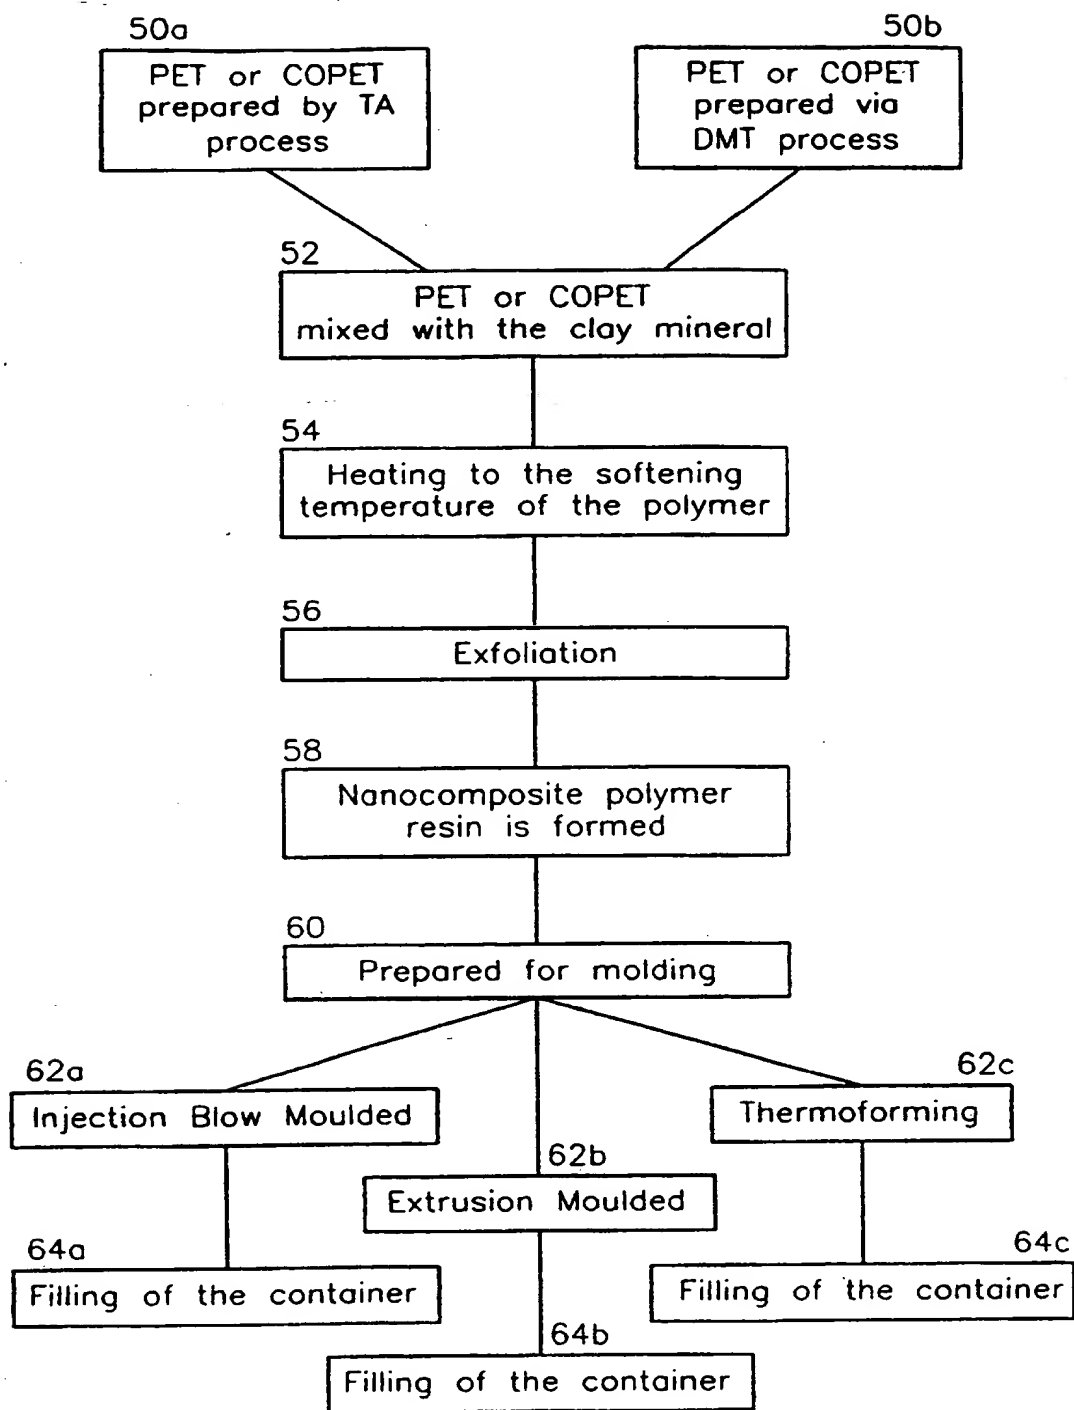 50a
PET or COPET
prepared by TA
process
50b
PET or COPET
prepared via
DMT process
52
PET or COPET
mixed with the clay mineral
54
Heating to the softening
temperature of the polymer
56
Exfoliation
58
Nanocomposite polymer
resin is formed
60
Prepared for molding
62a
Injection Blow Moulded
62b
Extrusion Moulded
62c
Thermoforming
64a
Filling of the container
64b
Filling of the container
64c
Filling of the container